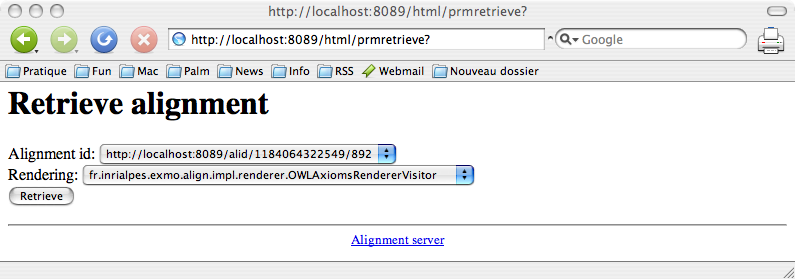 http://localhost:8089/html/prmretrieve?
http://localhost:8089/html/prmretrieve? Google
Pratique Fun Mac Palm News Info RSS Webmail Nouveau dossier
Retrieve alignment
Alignment id: http://localhost:8089/alid/1184064322549/892
Rendering: fr.inrialpes.exmo.align.impl.renderer.OWLAxiomsRendererVisitor
Retrieve
Alignment server